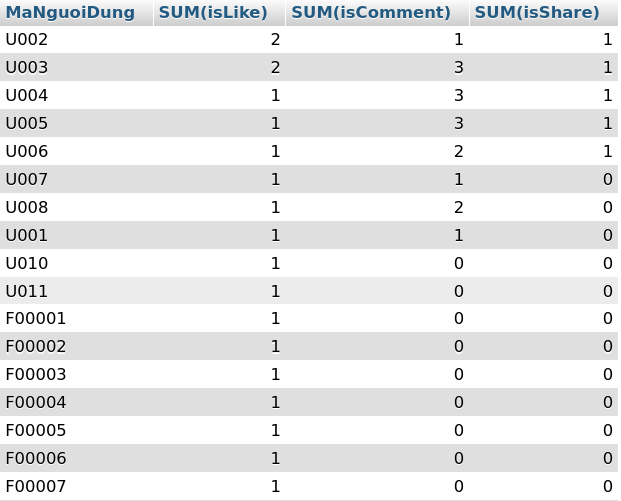 MaNguoiDung SUM(isLike) SUM(isComment) SUM(isShare)
U002 2 1 1
U003 2 3 1
U004 1 3 1
U005 1 3 1
U006 1 2 1
U007 1 1 0
U008 1 2 0
U001 1 1 0
U010 1 0 0
U011 1 0 0
F00001 1 0 0
F00002 1 0 0
F00003 1 0 0
F00004 1 0 0
F00005 1 0 0
F00006 1 0 0
F00007 1 0 0